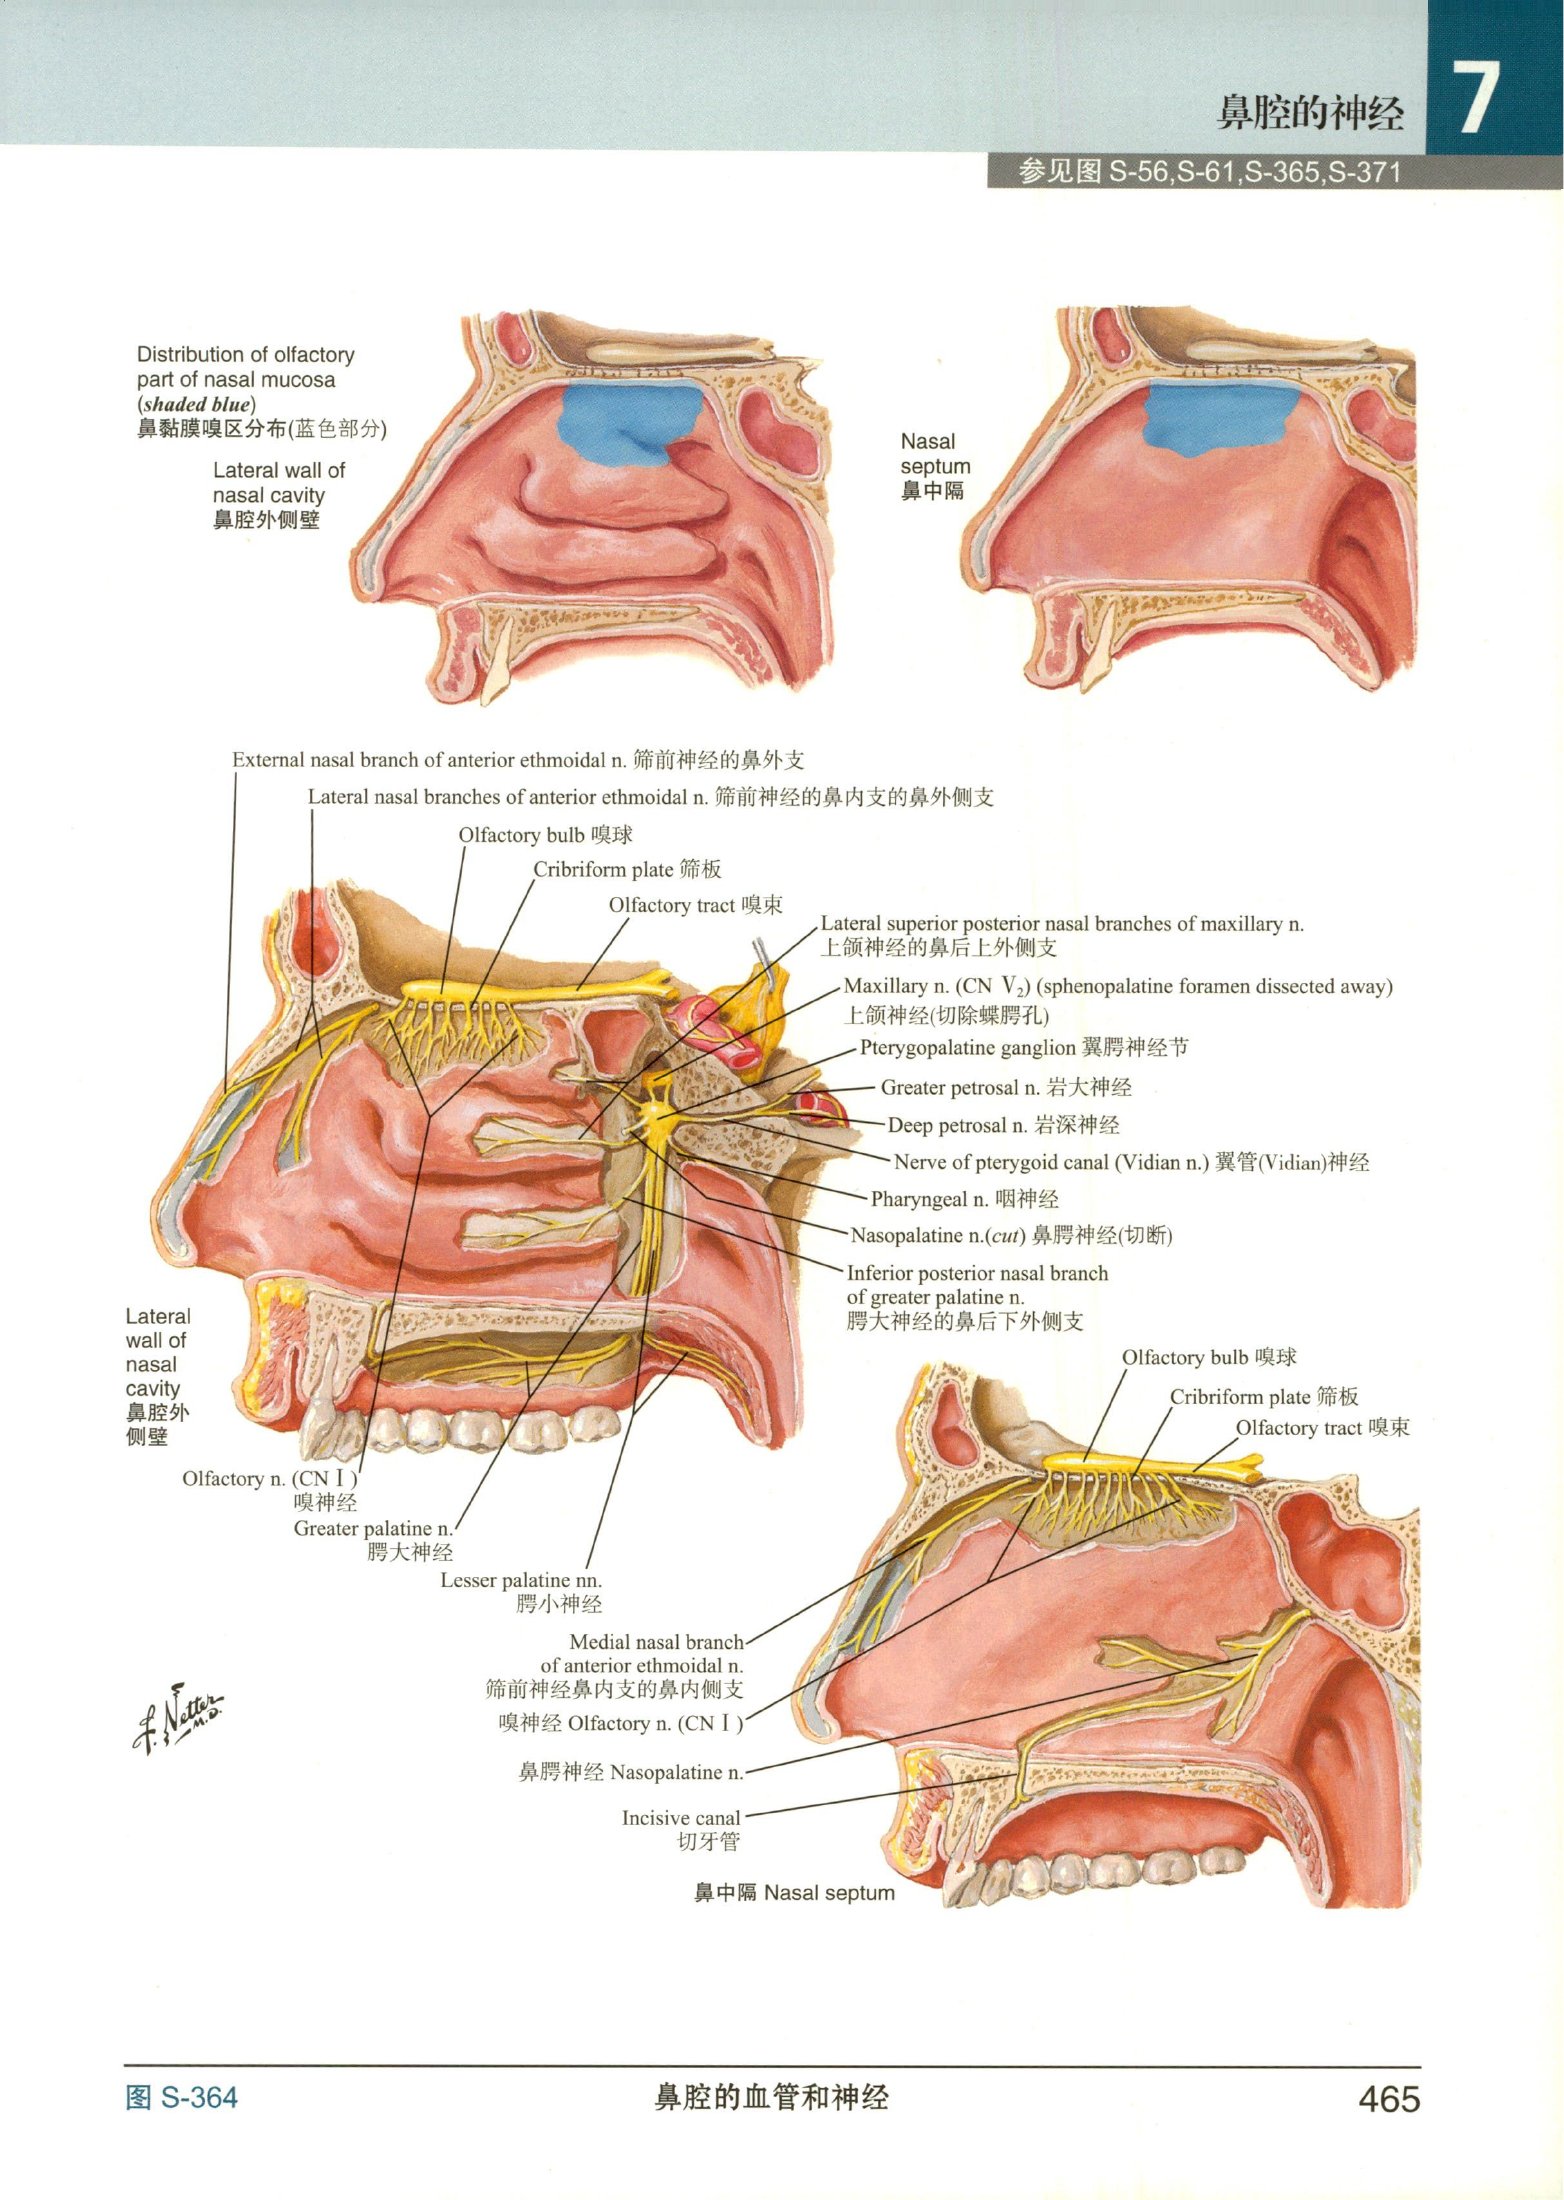 鼻腔的神经
7
参见图 S-56,S-61,S-365,S-371
Distribution of olfactory
part of nasal mucosa
(shaded blue)
鼻黏膜嗅区分布(蓝色部分)
Lateral wall of
nasal cavity
鼻腔外侧壁
Nasal
septum
鼻中隔
External nasal branch of anterior ethmoidal n. 筛前神经的鼻外支
Lateral nasal branches of anterior ethmoidal n. 筛前神经的鼻内支的鼻外侧支
Olfactory bulb 嗅球
Cribriform plate 筛板
Olfactory tract 嗅束
Lateral superior posterior nasal branches of maxillary n.
上颌神经的鼻后上外侧支
Maxillary n. (CN V₂) (sphenopalatine foramen dissected away)
上颌神经(切除蝶腭孔)
Pterygopalatine ganglion 翼腭神经节
Greater petrosal n. 岩大神经
Deep petrosal n. 岩深神经
Nerve of pterygoid canal (Vidian n.) 翼管(Vidian)神经
Pharyngeal n. 咽神经
Nasopalatine n.(cut) 鼻腭神经(切断)
Inferior posterior nasal branch
of greater palatine n.
腭大神经的鼻后下外侧支
Lateral
wall of
nasal
cavity
鼻腔外
侧壁
Olfactory n. (CN Ⅰ)
嗅神经
Greater palatine n.
腭大神经
Lesser palatine nn.
腭小神经
Olfactory bulb 嗅球
Cribriform plate 筛板
Olfactory tract 嗅束
Medial nasal branch
of anterior ethmoidal n.
筛前神经鼻内支的鼻内侧支
嗅神经 Olfactory n. (CN Ⅰ)
鼻腭神经 Nasopalatine n.
Incisive canal
切牙管
鼻中隔 Nasal septum
F. Netter
M.D.
图 S-364
鼻腔的血管和神经
465